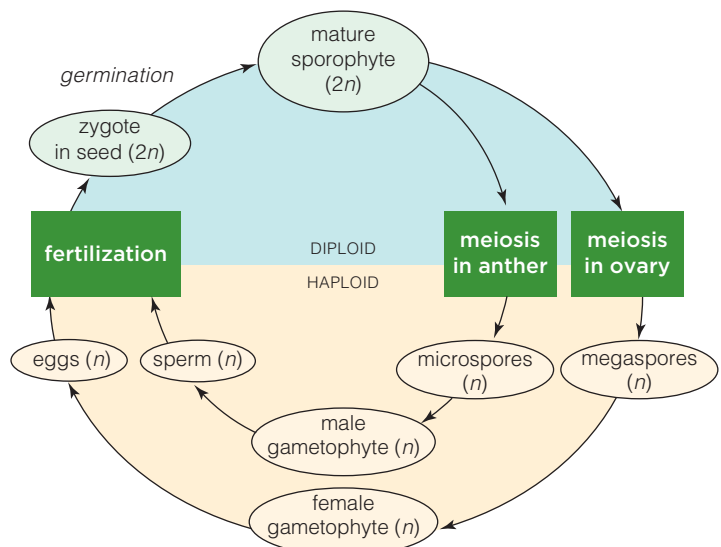 mature
sporophyte
(2n)
germination
zygote
in seed (2n)
fertilization
DIPLOID
HAPLOID
meiosis
in anther
meiosis
in ovary
eggs (n)
sperm (n)
microspores
(n)
megaspores
(n)
male
gametophyte (n)
female
gametophyte (n)